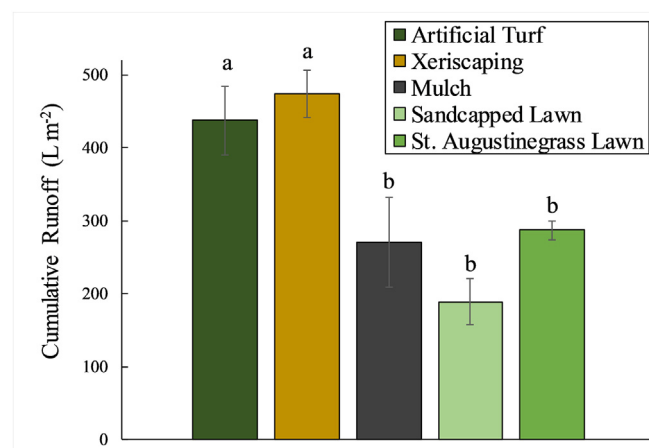 Artificial Turf
Xeriscaping
Mulch
Sandcapped Lawn
St. Augustinegrass Lawn
Cumulative Runoff (L m⁻²)
500
400
300
200
100
0
a
a
b
b
b